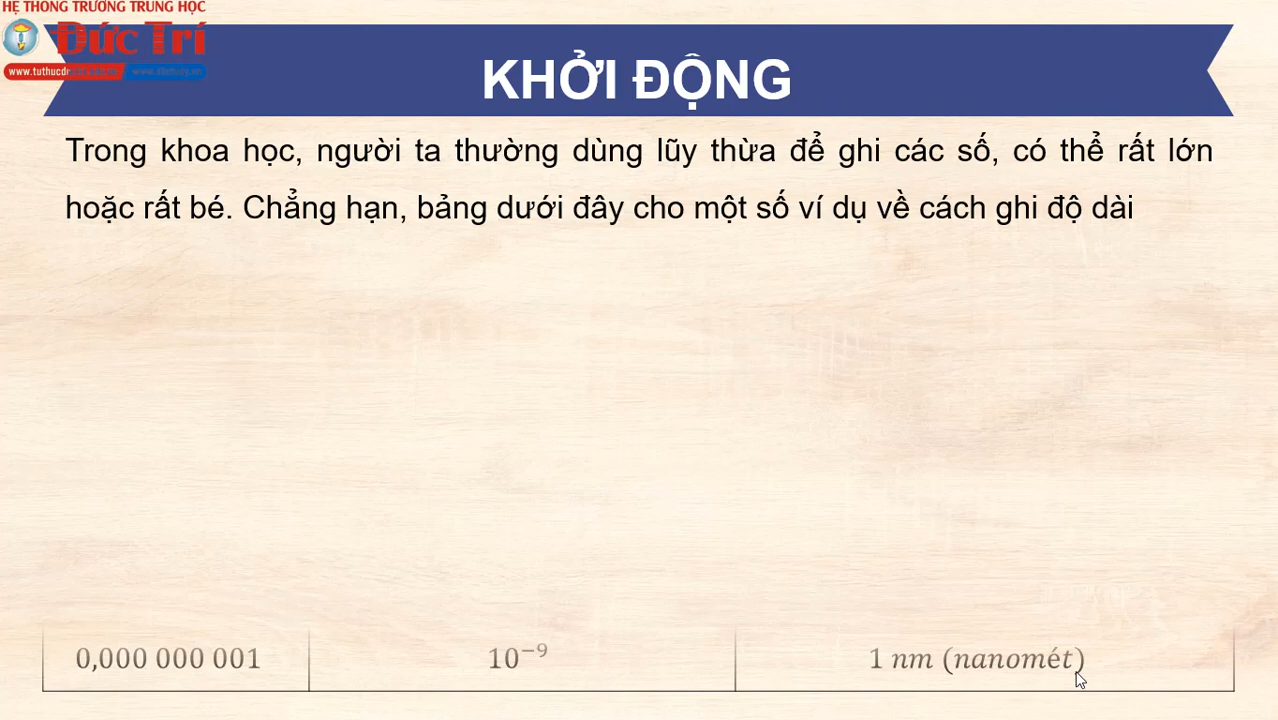 HỆ THỐNG TRƯỜNG TRUNG HỌC
Đức Trí
KHỞI ĐỘNG
Trong khoa học, người ta thường dùng lũy thừa để ghi các số, có thể rất lớn
hoặc rất bé. Chẳng hạn, bảng dưới đây cho một số ví dụ về cách ghi độ dài
0,000 000 001 10⁻⁹ 1 nm (nanomét)